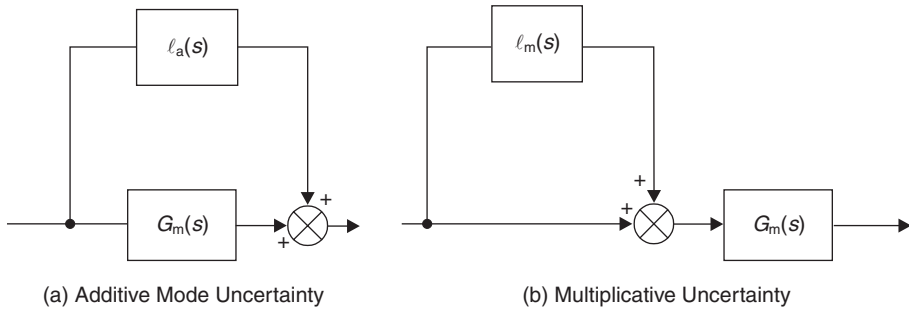 ℓa(s)
ℓm(s)
+
+
+
+
Gm(s)
Gm(s)
(a) Additive Mode Uncertainty
(b) Multiplicative Uncertainty